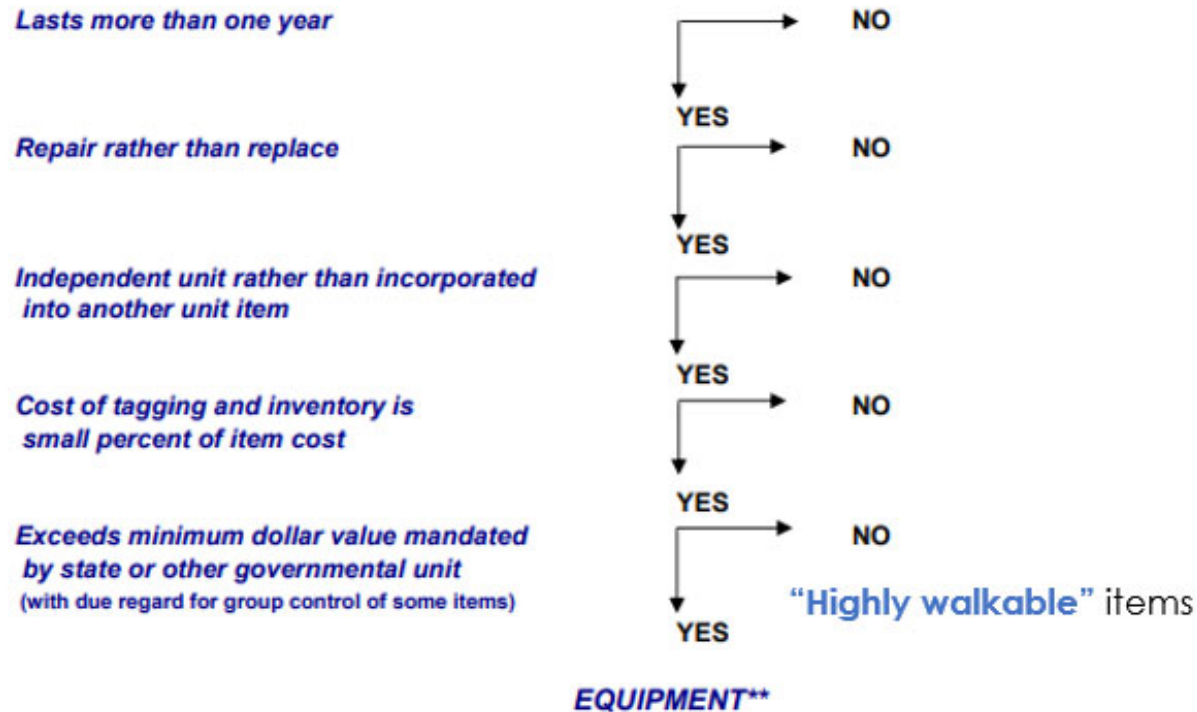 Lasts more than one year
NO
YES
Repair rather than replace
NO
YES
Independent unit rather than incorporated
into another unit item
NO
YES
Cost of tagging and inventory is
small percent of item cost
NO
YES
Exceeds minimum dollar value mandated
by state or other governmental unit
(with due regard for group control of some items)
NO
“Highly walkable” items
YES
EQUIPMENT**